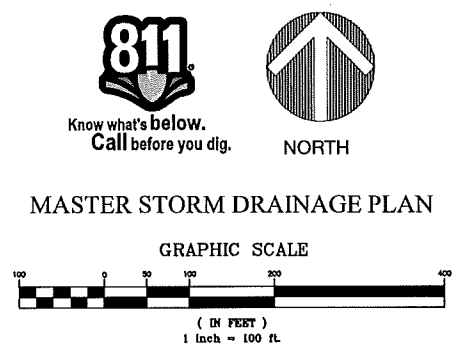 811
Know what's below.
Call before you dig.
NORTH
MASTER STORM DRAINAGE PLAN
GRAPHIC SCALE
100 0 50 100 200 400
( IN FEET )
1 inch = 100 ft.